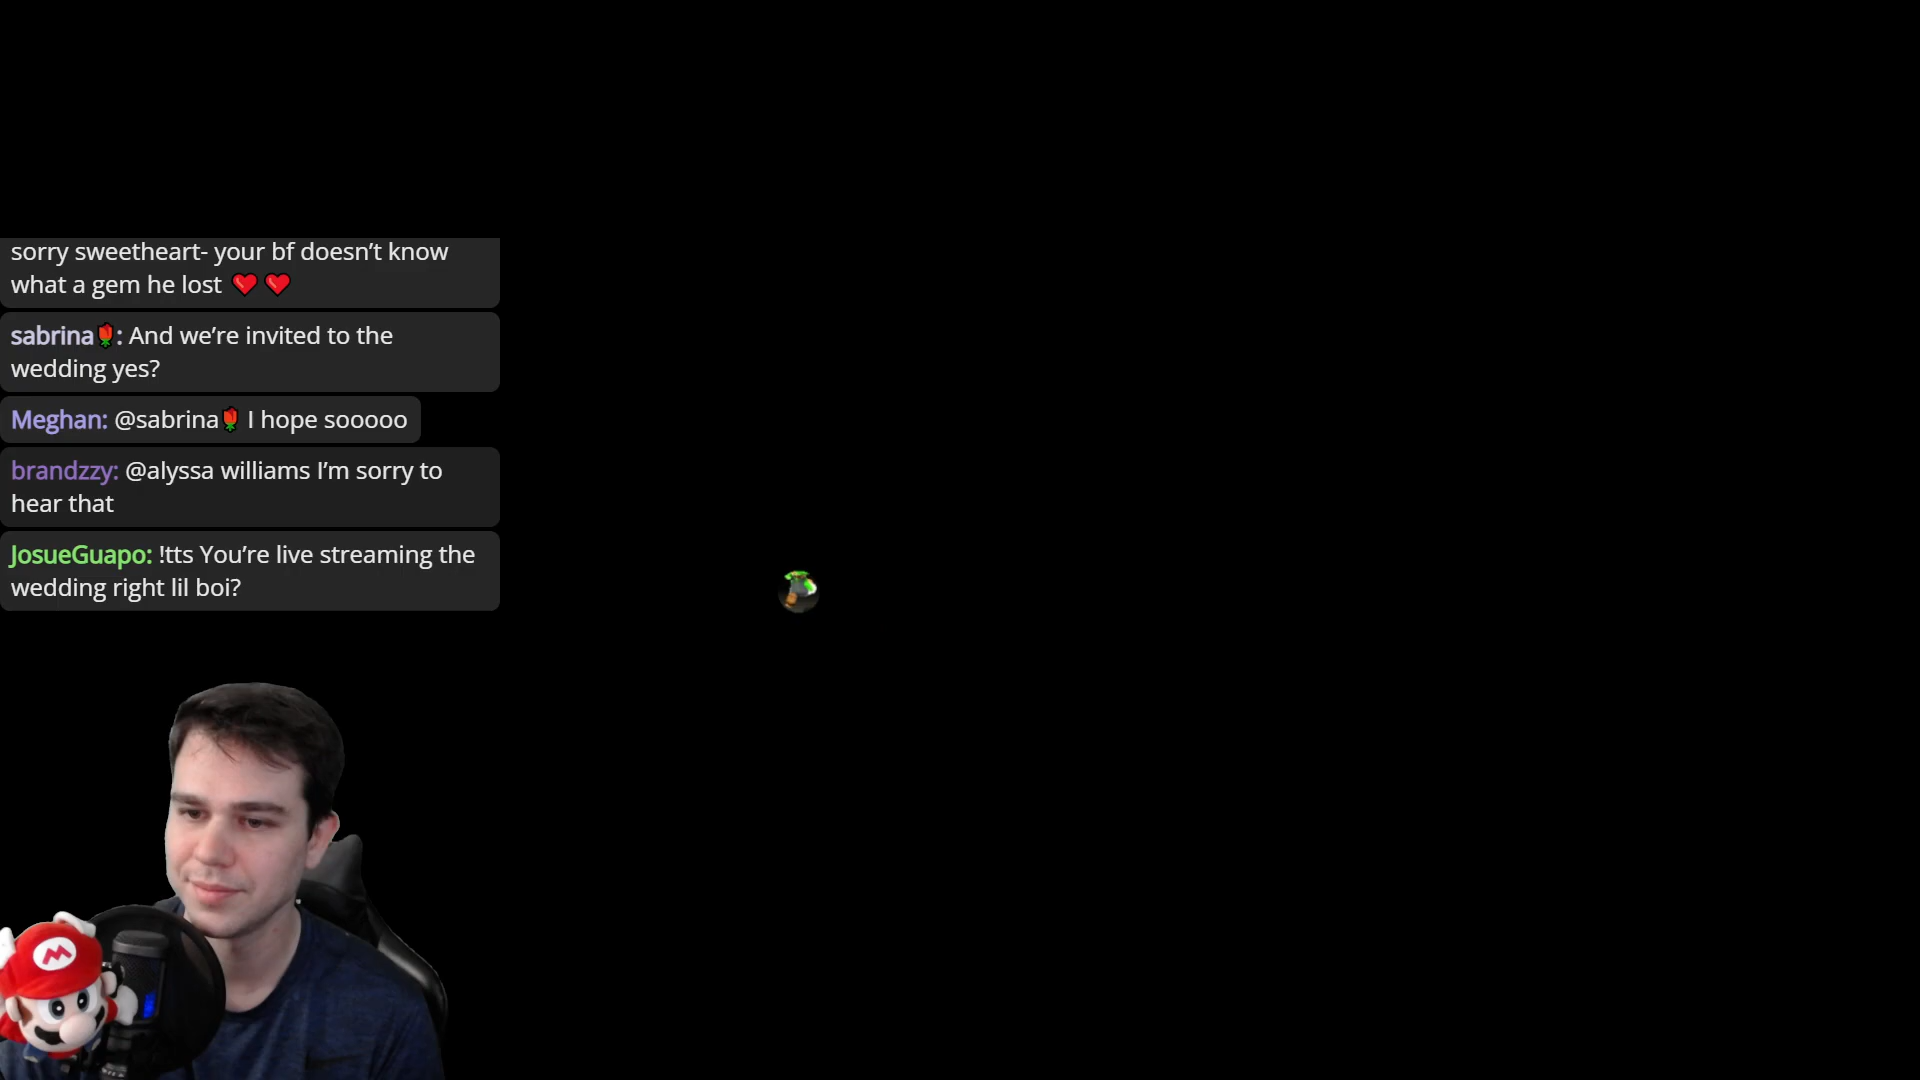 sorry sweetheart- your bf doesn’t know
what a gem he lost ❤️ ❤️
sabrina🌹: And we’re invited to the
wedding yes?
Meghan: @sabrina🌹 I hope sooooo
brandzzy: @alyssa williams I’m sorry to
hear that
JosueGuapo: !tts You’re live streaming the
wedding right lil boi?
M